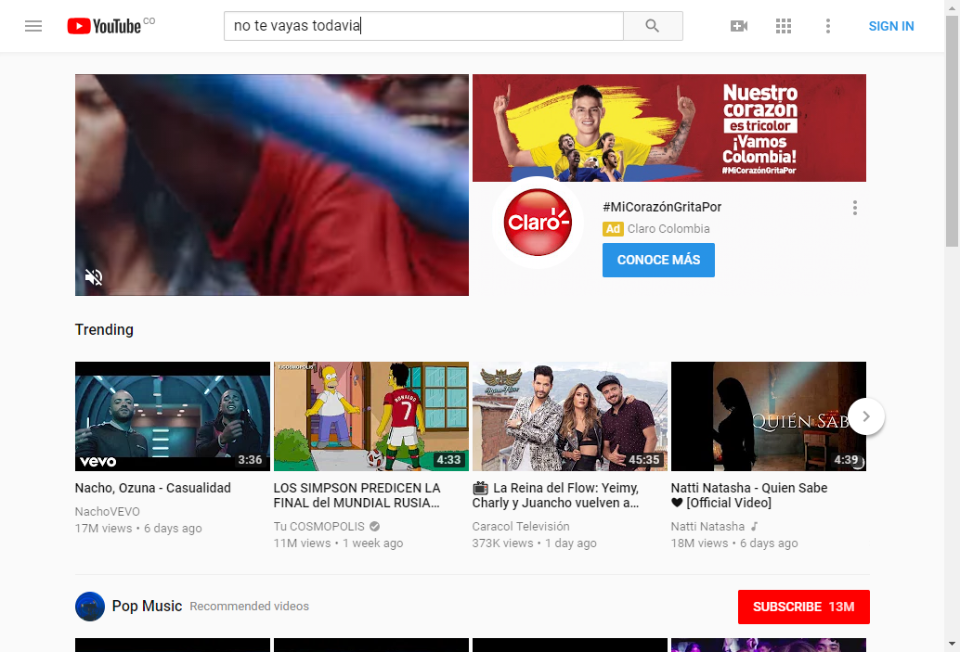 YouTube CO
no te vayas todavia
SIGN IN
Nuestro
corazón
es tricolor
¡Vamos
Colombia!
#MiCorazónGritaPor
Claro
#MiCorazónGritaPor
Ad Claro Colombia
CONOCE MÁS
Trending
vevo
3:36
COSMOPOLIS
RONALDO
7
4:33
45:35
QUIÉN SAB
4:39
Nacho, Ozuna - Casualidad
NachoVEVO
17M views • 6 days ago
LOS SIMPSON PREDICEN LA
FINAL del MUNDIAL RUSIA...
Tu COSMOPOLIS
11M views • 1 week ago
La Reina del Flow: Yeimy,
Charly y Juancho vuelven a...
Caracol Televisión
373K views • 1 day ago
Natti Natasha - Quien Sabe
❤ [Official Video]
Natti Natasha
18M views • 6 days ago
Pop Music Recommended videos
SUBSCRIBE 13M